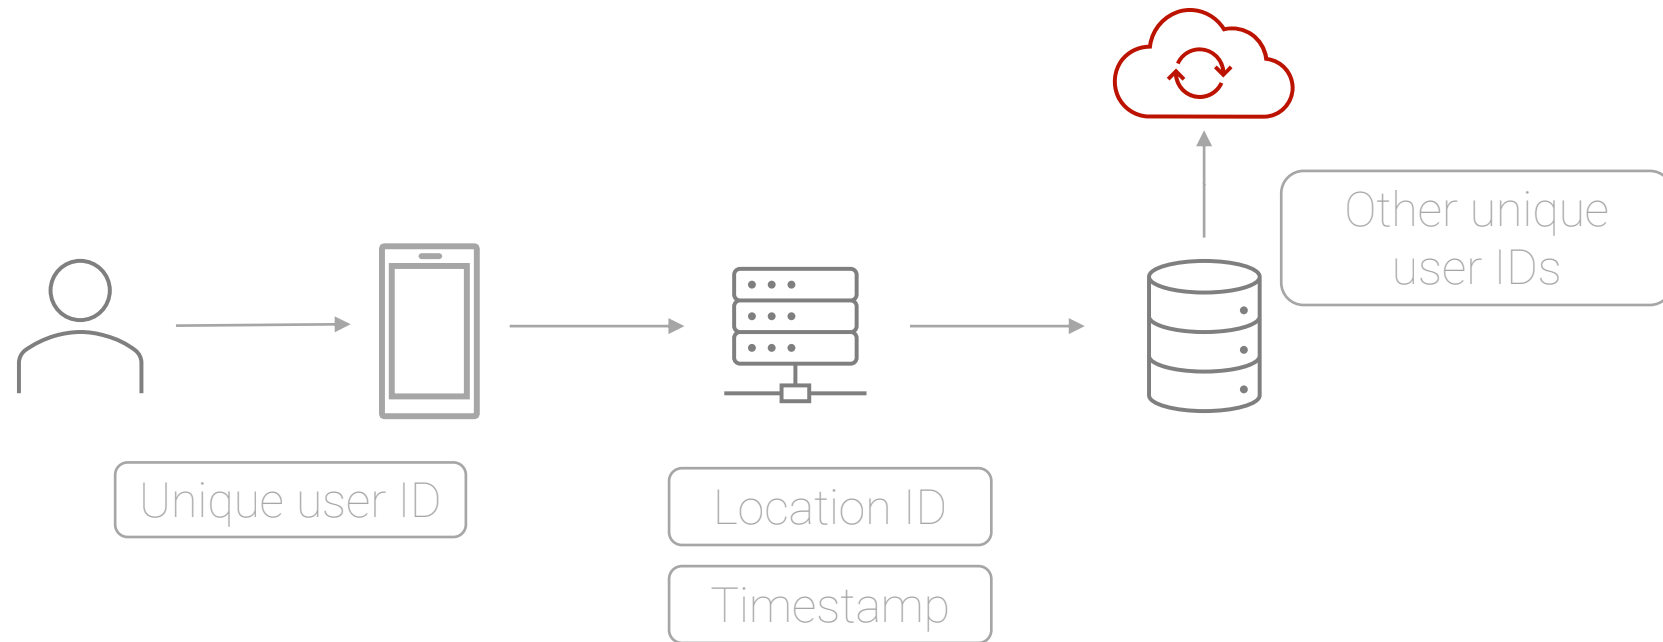 Other unique
user IDs
Unique user ID
Location ID
Timestamp